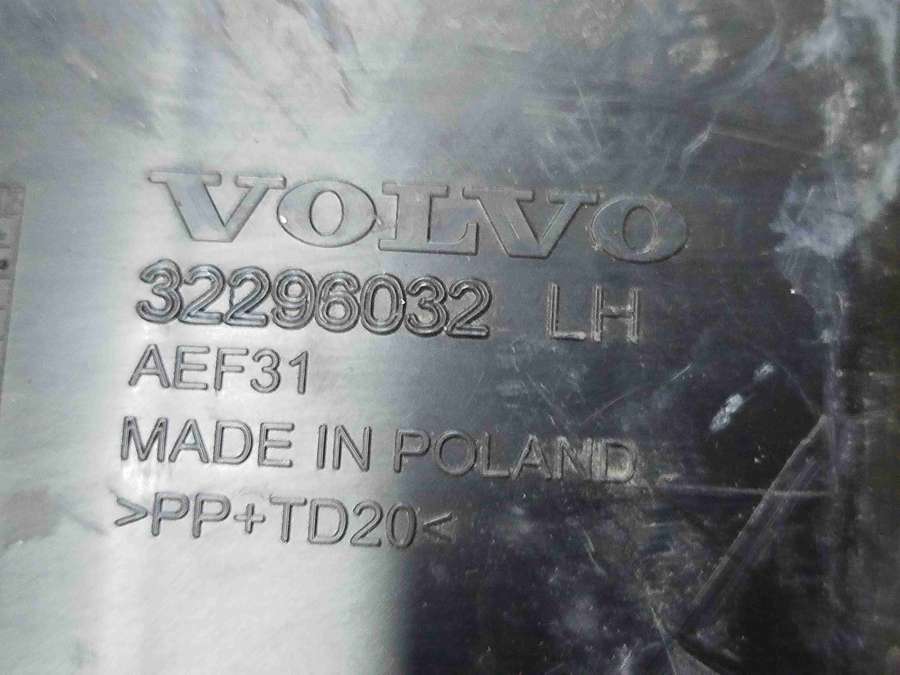 VOLVO
32296032 LH
AEF31
MADE IN POLAND
>PP+TD20<